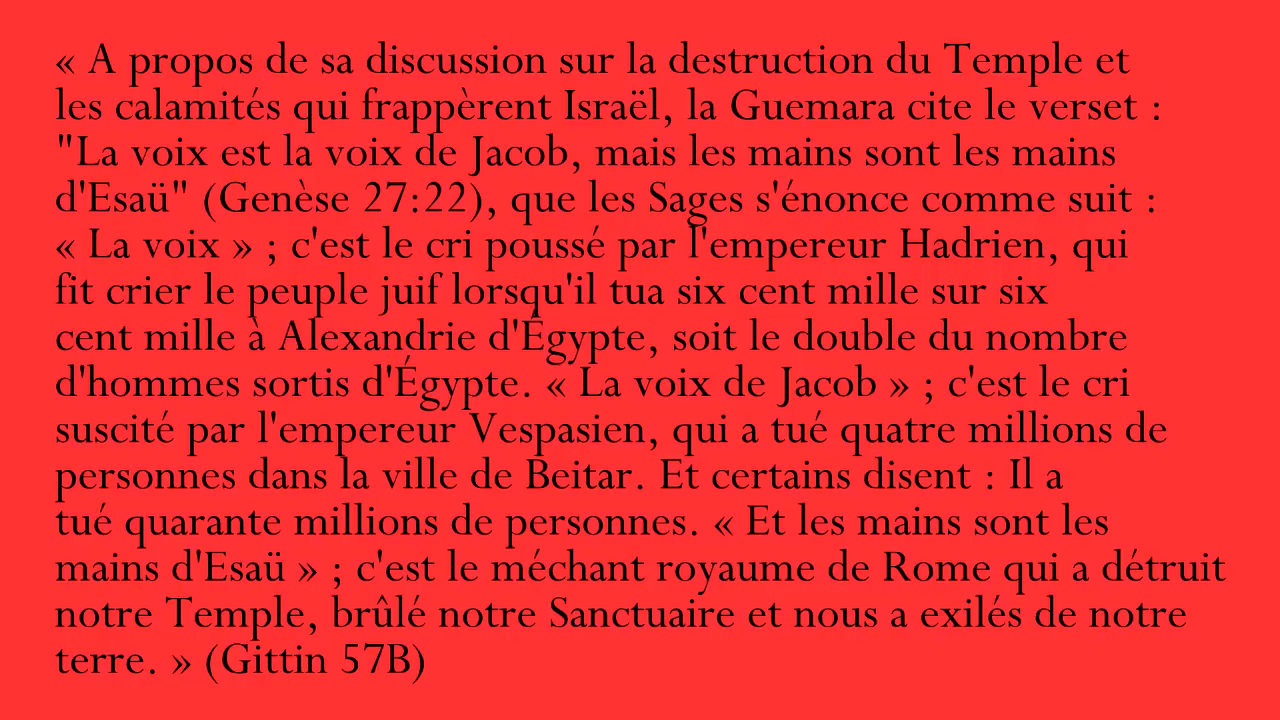 « A propos de sa discussion sur la destruction du Temple et
les calamités qui frappèrent Israël, la Guemara cite le verset :
"La voix est la voix de Jacob, mais les mains sont les mains
d'Esaü" (Genèse 27:22), que les Sages s'énonce comme suit :
« La voix » ; c'est le cri poussé par l'empereur Hadrien, qui
fit crier le peuple juif lorsqu'il tua six cent mille sur six
cent mille à Alexandrie d'Égypte, soit le double du nombre
d'hommes sortis d'Égypte. « La voix de Jacob » ; c'est le cri
suscité par l'empereur Vespasien, qui a tué quatre millions de
personnes dans la ville de Beitar. Et certains disent : Il a
tué quarante millions de personnes. « Et les mains sont les
mains d'Esaü » ; c'est le méchant royaume de Rome qui a détruit
notre Temple, brûlé notre Sanctuaire et nous a exilés de notre
terre. » (Gittin 57B)